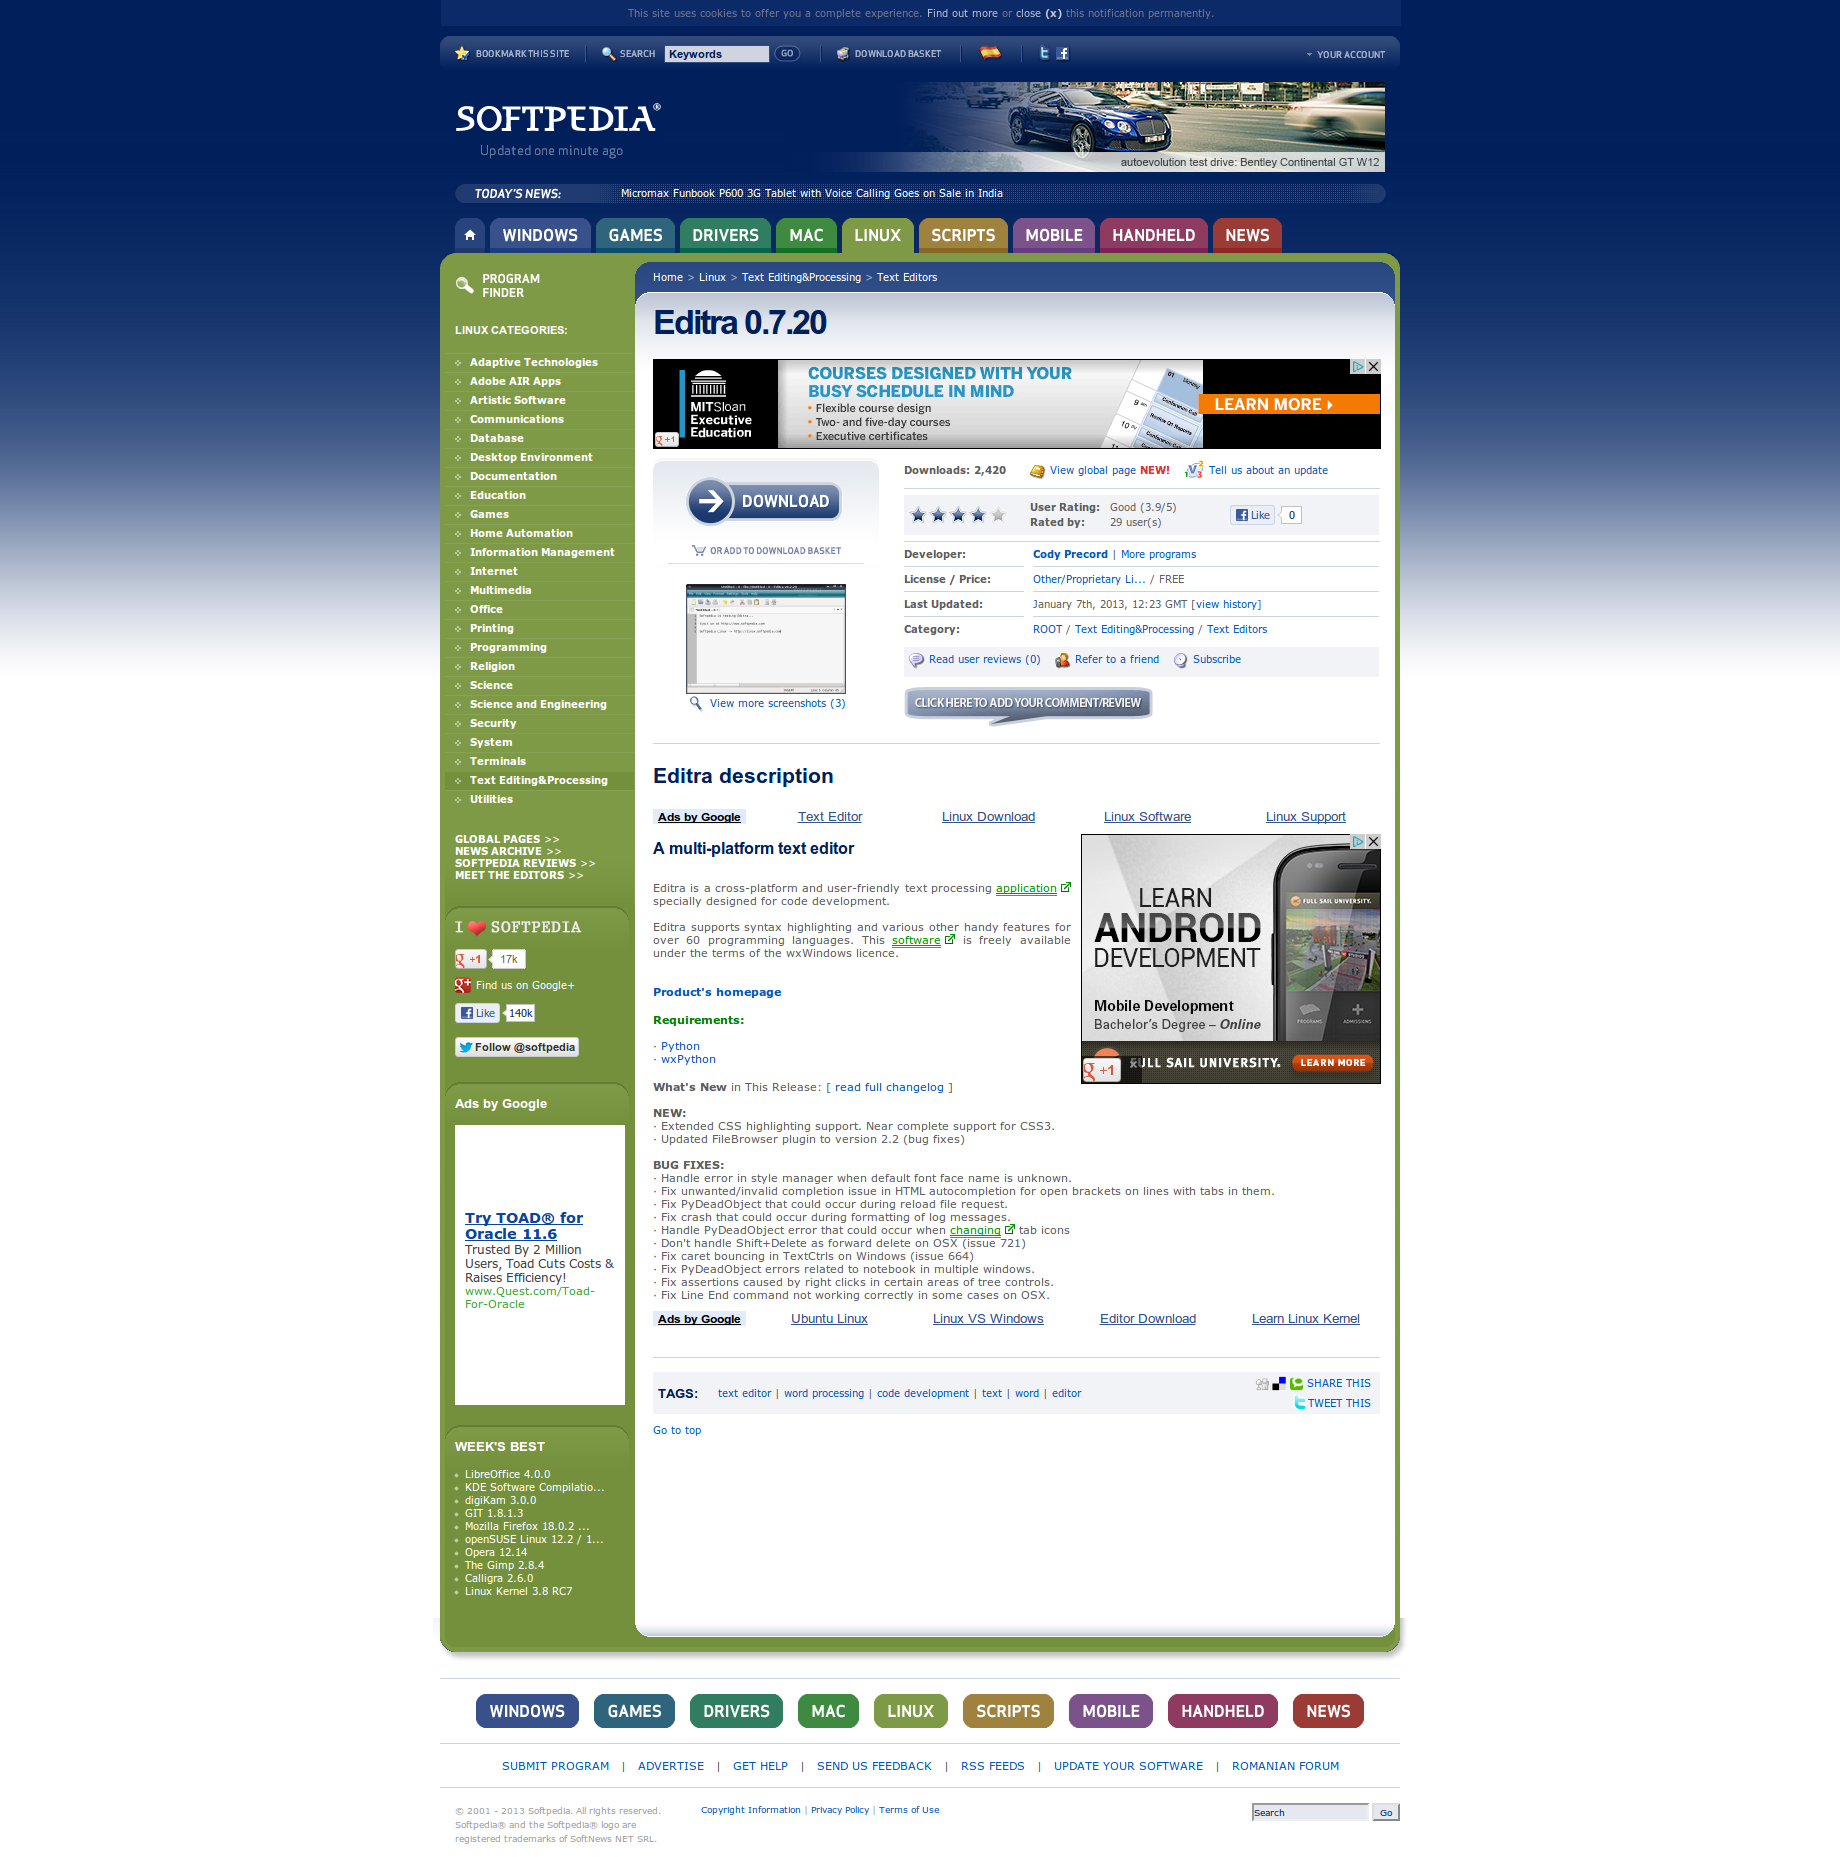 This site uses cookies to offer you a complete experience. Find out more or close (x) this notification permanently.
BOOKMARK THIS SITE
SEARCH
Keywords
GO
DOWNLOAD BASKET
YOUR ACCOUNT
SOFTPEDIA®
Updated one minute ago
autoevolution test drive: Bentley Continental GT W12
TODAY'S NEWS:
Micromax Funbook P600 3G Tablet with Voice Calling Goes on Sale in India
WINDOWS GAMES DRIVERS MAC LINUX SCRIPTS MOBILE HANDHELD NEWS
PROGRAM
FINDER
LINUX CATEGORIES:
Adaptive Technologies
Adobe AIR Apps
Artistic Software
Communications
Database
Desktop Environment
Documentation
Education
Games
Home Automation
Information Management
Internet
Multimedia
Office
Printing
Programming
Religion
Science
Science and Engineering
Security
System
Terminals
Text Editing&Processing
Utilities
GLOBAL PAGES >>
NEWS ARCHIVE >>
SOFTPEDIA REVIEWS >>
MEET THE EDITORS >>
I SOFTPEDIA
+1 17k
Find us on Google+
Like 140k
Follow @softpedia
Ads by Google
Try TOAD® for
Oracle 11.6
Trusted By 2 Million
Users, Toad Cuts Costs &
Raises Efficiency!
www.Quest.com/Toad-
For-Oracle
WEEK'S BEST
LibreOffice 4.0.0
KDE Software Compilatio...
digiKam 3.0.0
GIT 1.8.1.3
Mozilla Firefox 18.0.2 ...
openSUSE Linux 12.2 / 1...
Opera 12.14
The Gimp 2.8.4
Calligra 2.6.0
Linux Kernel 3.8 RC7
Home > Linux > Text Editing&Processing > Text Editors
Editra 0.7.20
MITSloan
Executive
Education
g +1
COURSES DESIGNED WITH YOUR
BUSY SCHEDULE IN MIND
• Flexible course design
• Two- and five-day courses
• Executive certificates
LEARN MORE
DOWNLOAD
OR ADD TO DOWNLOAD BASKET
View more screenshots (3)
Downloads: 2,420
View global page NEW!
Tell us about an update
User Rating: Good (3.9/5)
Rated by: 29 user(s)
Like 0
Developer: Cody Precord | More programs
License / Price: Other/Proprietary Li... / FREE
Last Updated: January 7th, 2013, 12:23 GMT [view history]
Category: ROOT / Text Editing&Processing / Text Editors
Read user reviews (0) Refer to a friend Subscribe
CLICK HERE TO ADD YOUR COMMENT/REVIEW
Editra description
Ads by Google Text Editor Linux Download Linux Software Linux Support
A multi-platform text editor
Editra is a cross-platform and user-friendly text processing application
specially designed for code development.
Editra supports syntax highlighting and various other handy features for
over 60 programming languages. This software is freely available
under the terms of the wxWindows licence.
Product's homepage
Requirements:
· Python
· wxPython
LEARN
ANDROID
DEVELOPMENT
Mobile Development
Bachelor's Degree – Online
FULL SAIL UNIVERSITY.
PROGRAMS
ADMISSIONS
g +1
ULL SAIL UNIVERSITY.
LEARN MORE
What's New in This Release: [ read full changelog ]
NEW:
· Extended CSS highlighting support. Near complete support for CSS3.
· Updated FileBrowser plugin to version 2.2 (bug fixes)
BUG FIXES:
· Handle error in style manager when default font face name is unknown.
· Fix unwanted/invalid completion issue in HTML autocompletion for open brackets on lines with tabs in them.
· Fix PyDeadObject that could occur during reload file request.
· Fix crash that could occur during formatting of log messages.
· Handle PyDeadObject error that could occur when changing tab icons
· Don't handle Shift+Delete as forward delete on OSX (issue 721)
· Fix caret bouncing in TextCtrls on Windows (issue 664)
· Fix PyDeadObject errors related to notebook in multiple windows.
· Fix assertions caused by right clicks in certain areas of tree controls.
· Fix Line End command not working correctly in some cases on OSX.
Ads by Google Ubuntu Linux Linux VS Windows Editor Download Learn Linux Kernel
TAGS: text editor | word processing | code development | text | word | editor
SHARE THIS
TWEET THIS
Go to top
WINDOWS GAMES DRIVERS MAC LINUX SCRIPTS MOBILE HANDHELD NEWS
SUBMIT PROGRAM | ADVERTISE | GET HELP | SEND US FEEDBACK | RSS FEEDS | UPDATE YOUR SOFTWARE | ROMANIAN FORUM
© 2001 - 2013 Softpedia. All rights reserved.
Softpedia® and the Softpedia® logo are
registered trademarks of SoftNews NET SRL.
Copyright Information | Privacy Policy | Terms of Use
Search Go